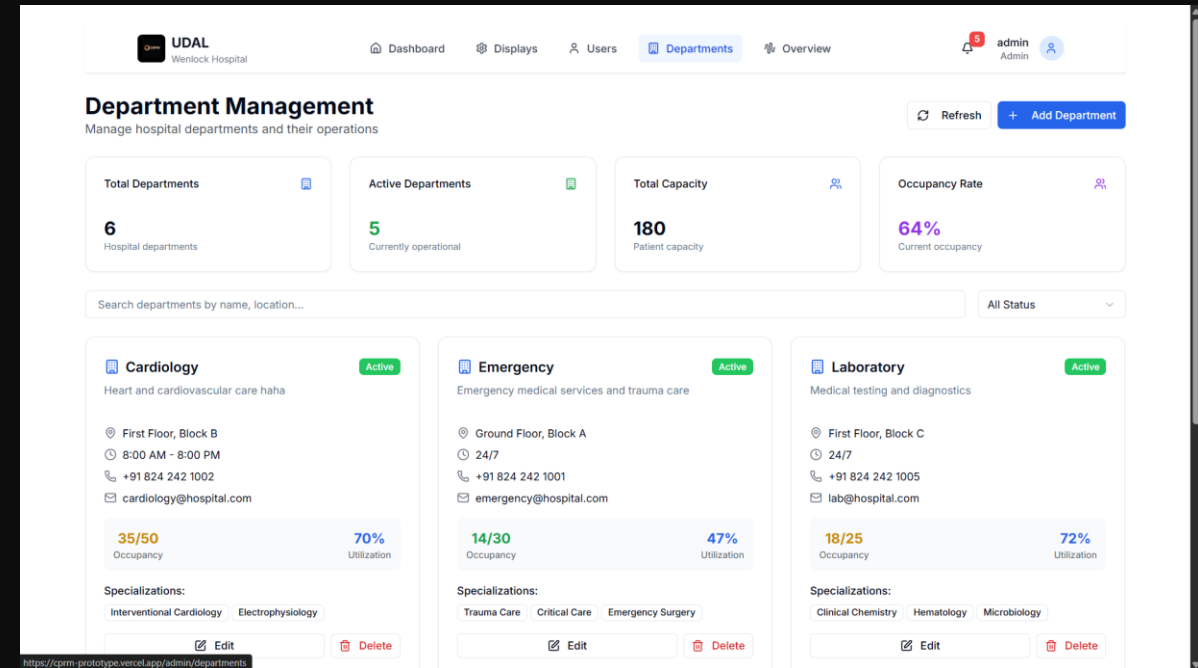 UDAL
Wenlock Hospital
Dashboard
Displays
Users
Departments
Overview
5
admin
Admin
Department Management
Manage hospital departments and their operations
Refresh
+ Add Department
Total Departments
6
Hospital departments
Active Departments
5
Currently operational
Total Capacity
180
Patient capacity
Occupancy Rate
64%
Current occupancy
Search departments by name, location...
All Status
Cardiology
Active
Heart and cardiovascular care haha
First Floor, Block B
8:00 AM - 8:00 PM
+91 824 242 1002
cardiology@hospital.com
35/50
Occupancy
70%
Utilization
Specializations:
Interventional Cardiology
Electrophysiology
Edit
Delete
Emergency
Active
Emergency medical services and trauma care
Ground Floor, Block A
24/7
+91 824 242 1001
emergency@hospital.com
14/30
Occupancy
47%
Utilization
Specializations:
Trauma Care
Critical Care
Emergency Surgery
Edit
Delete
Laboratory
Active
Medical testing and diagnostics
First Floor, Block C
24/7
+91 824 242 1005
lab@hospital.com
18/25
Occupancy
72%
Utilization
Specializations:
Clinical Chemistry
Hematology
Microbiology
Edit
Delete
https://cprm-prototype.vercel.app/admin/departments